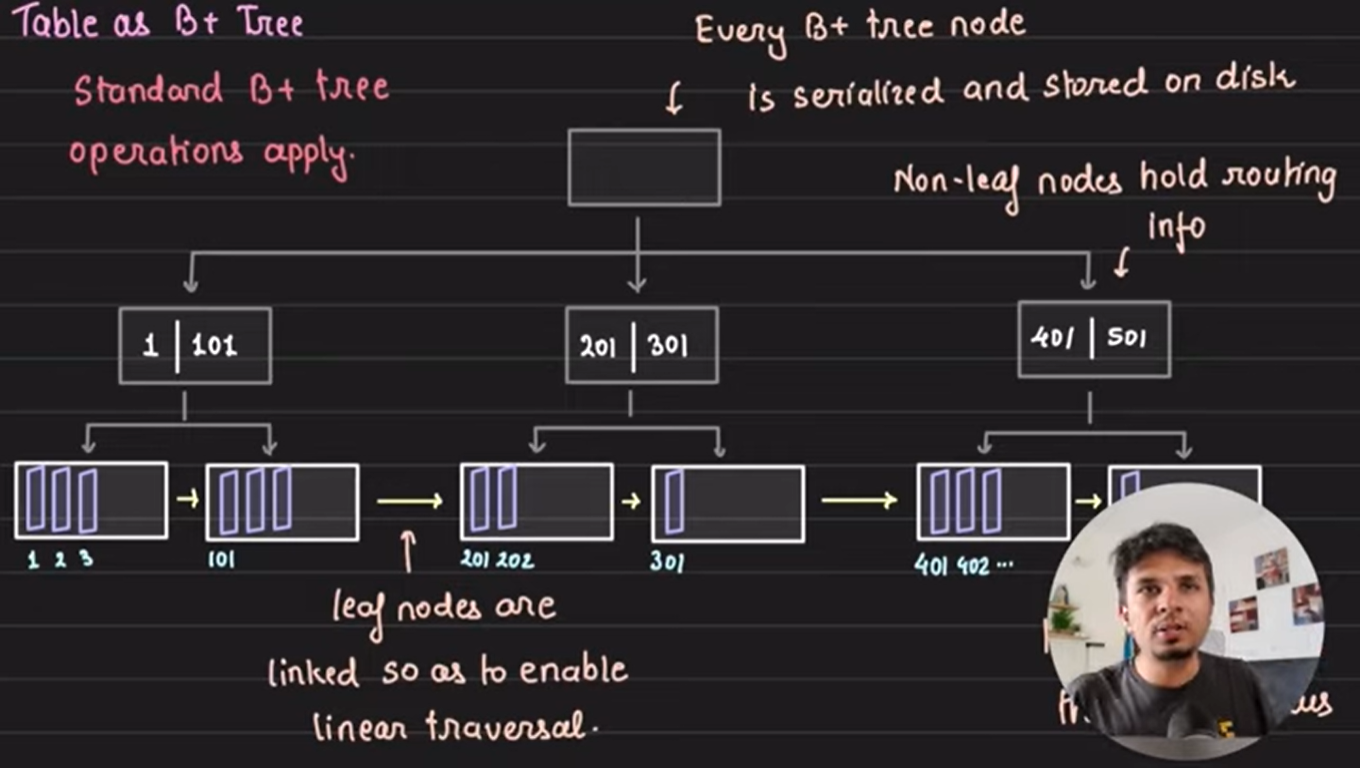 Table as B+ Tree
Standard B+ tree
operations apply.
Every B+ tree node
is serialized and stored on disk
Non-leaf nodes hold routing
info
1 | 101
201 | 301
401 | 501
1 2 3
101
201 202
301
401 402 ...
leaf nodes are
linked so as to enable
linear traversal.